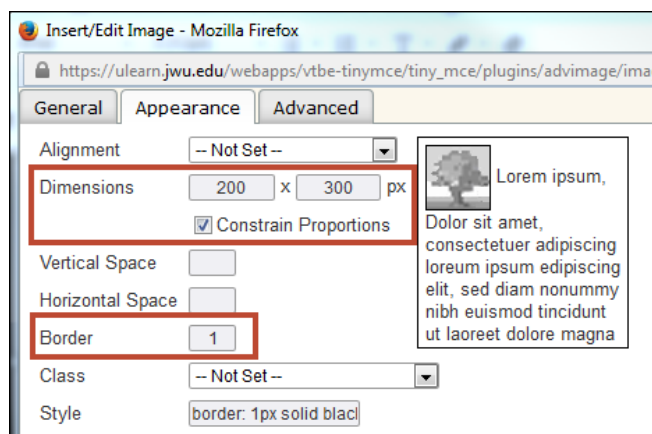 Insert/Edit Image - Mozilla Firefox
https://ulearn.jwu.edu/webapps/vtbe-tinymce/tiny_mce/plugins/advimage/ima
General Appearance Advanced
Alignment -- Not Set --
Dimensions 200 x 300 px
Constrain Proportions
Vertical Space
Horizontal Space
Border 1
Class -- Not Set --
Style border: 1px solid blacl
Lorem ipsum,
Dolor sit amet,
consectetuer adipiscing
loreum ipsum edipiscing
elit, sed diam nonummy
nibh euismod tincidunt
ut laoreet dolore magna